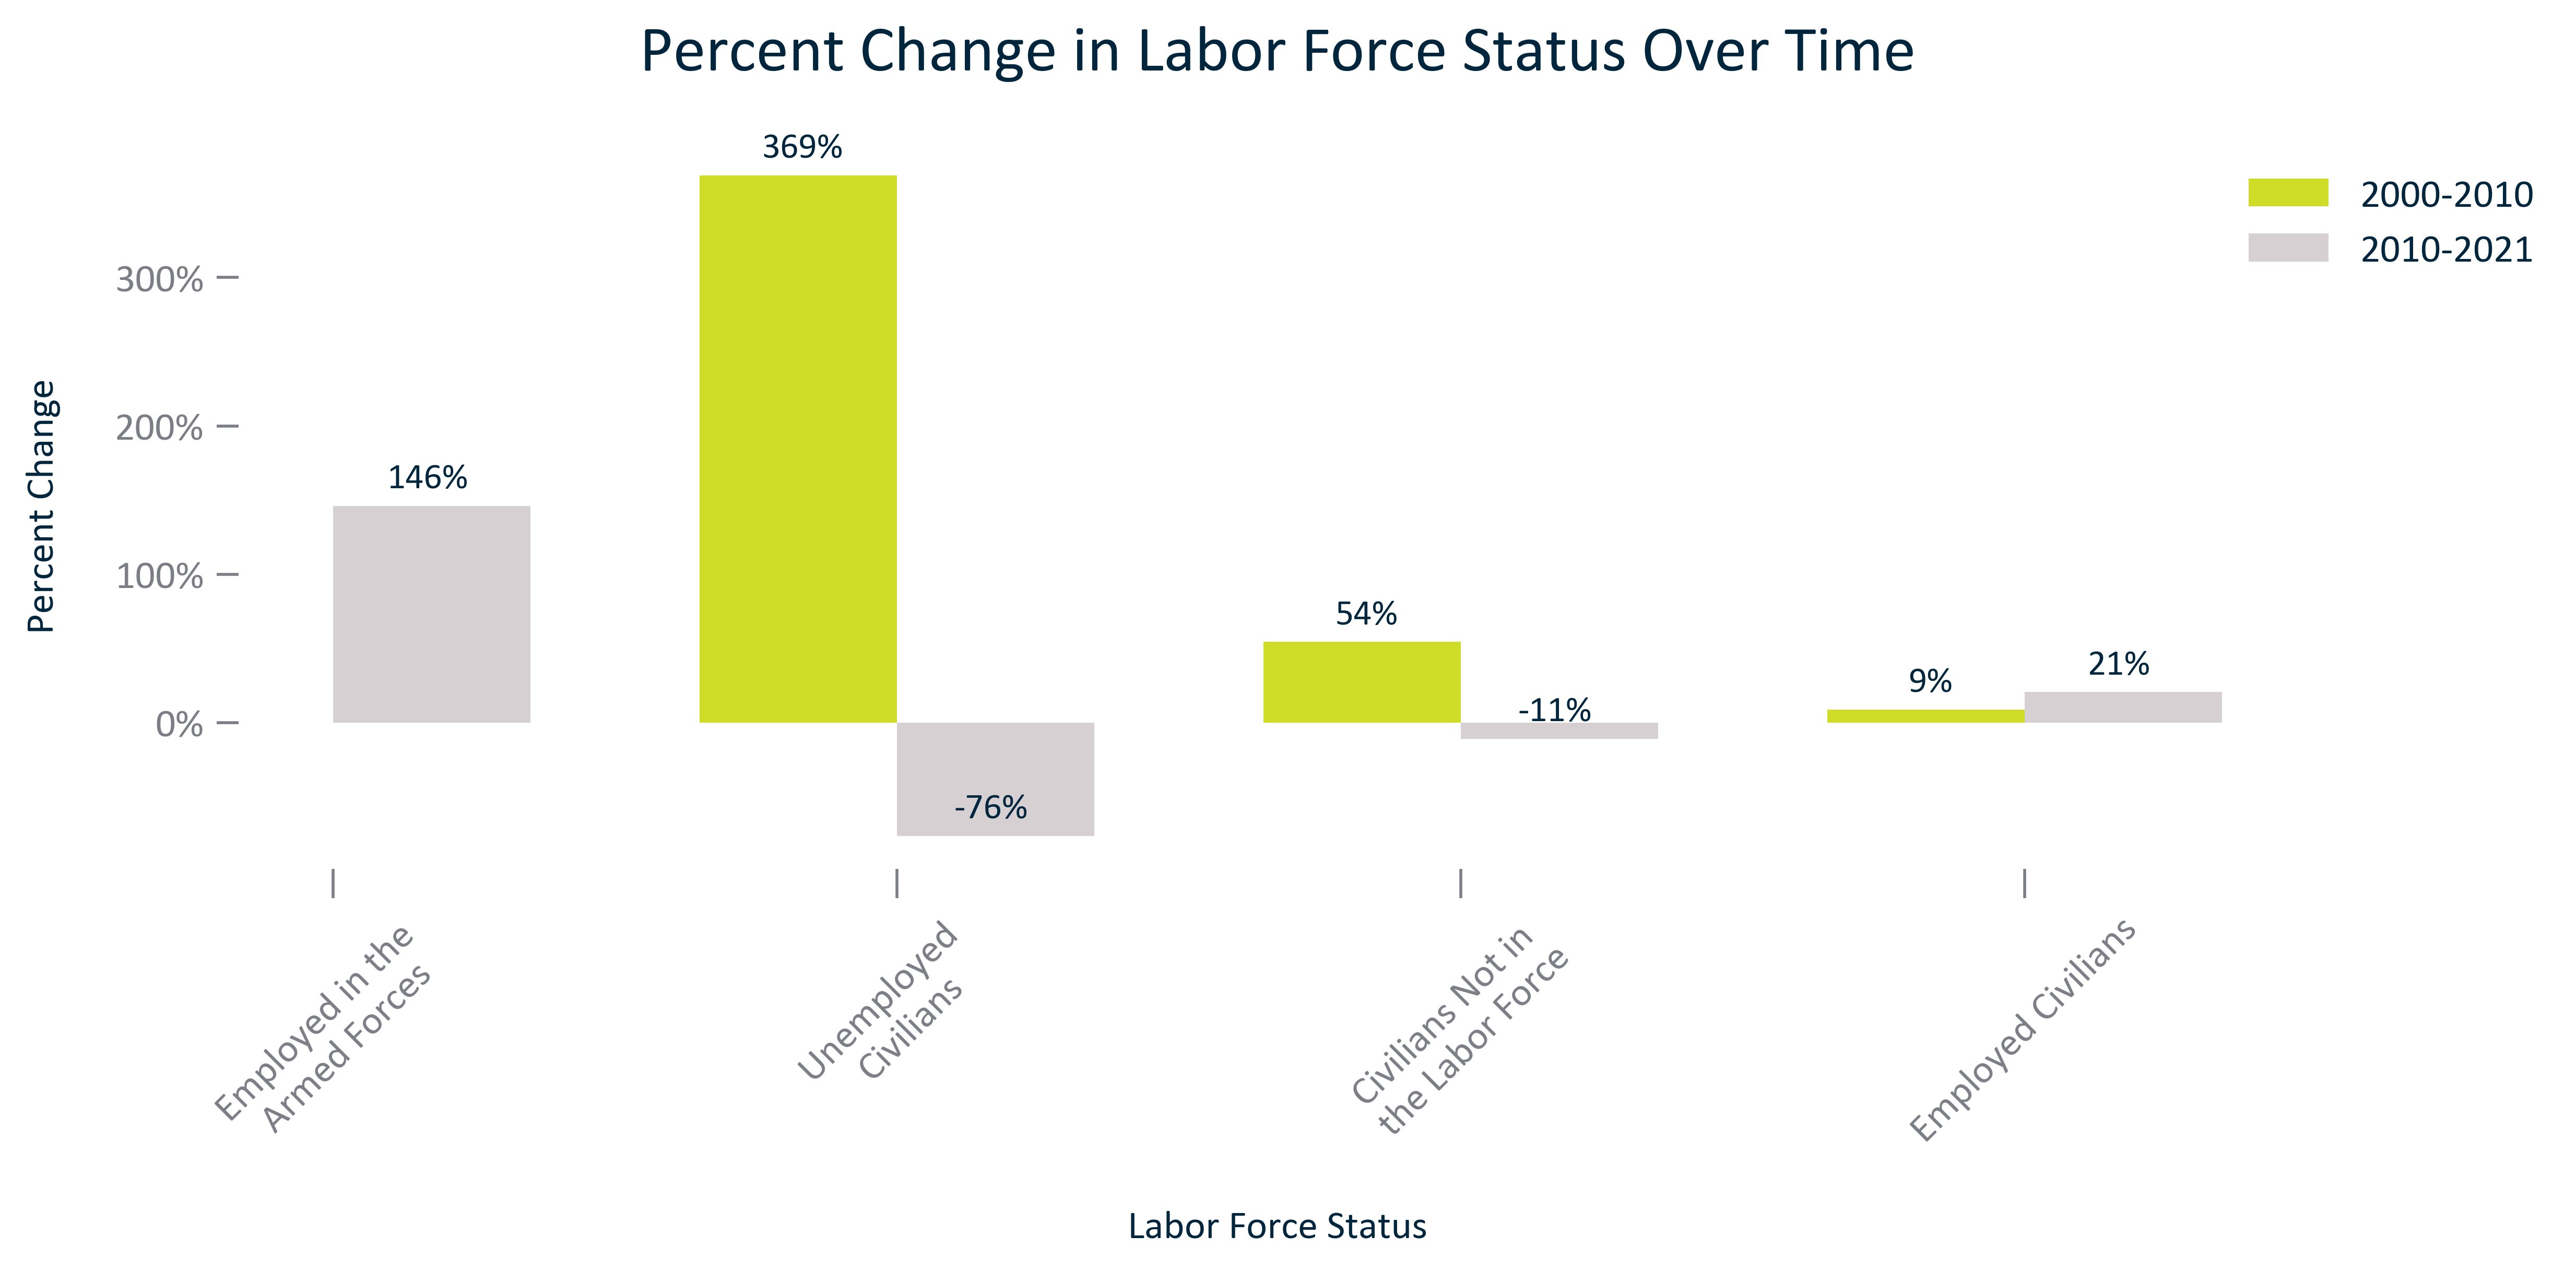 Percent Change in Labor Force Status Over Time
369%
2000-2010
2010-2021
300%
200%
146%
100%
54%
21%
9%
-11%
0%
-76%
Percent Change
Employed in the
Armed Forces
Unemployed
Civilians
Civilians Not in
the Labor Force
Employed Civilians
Labor Force Status